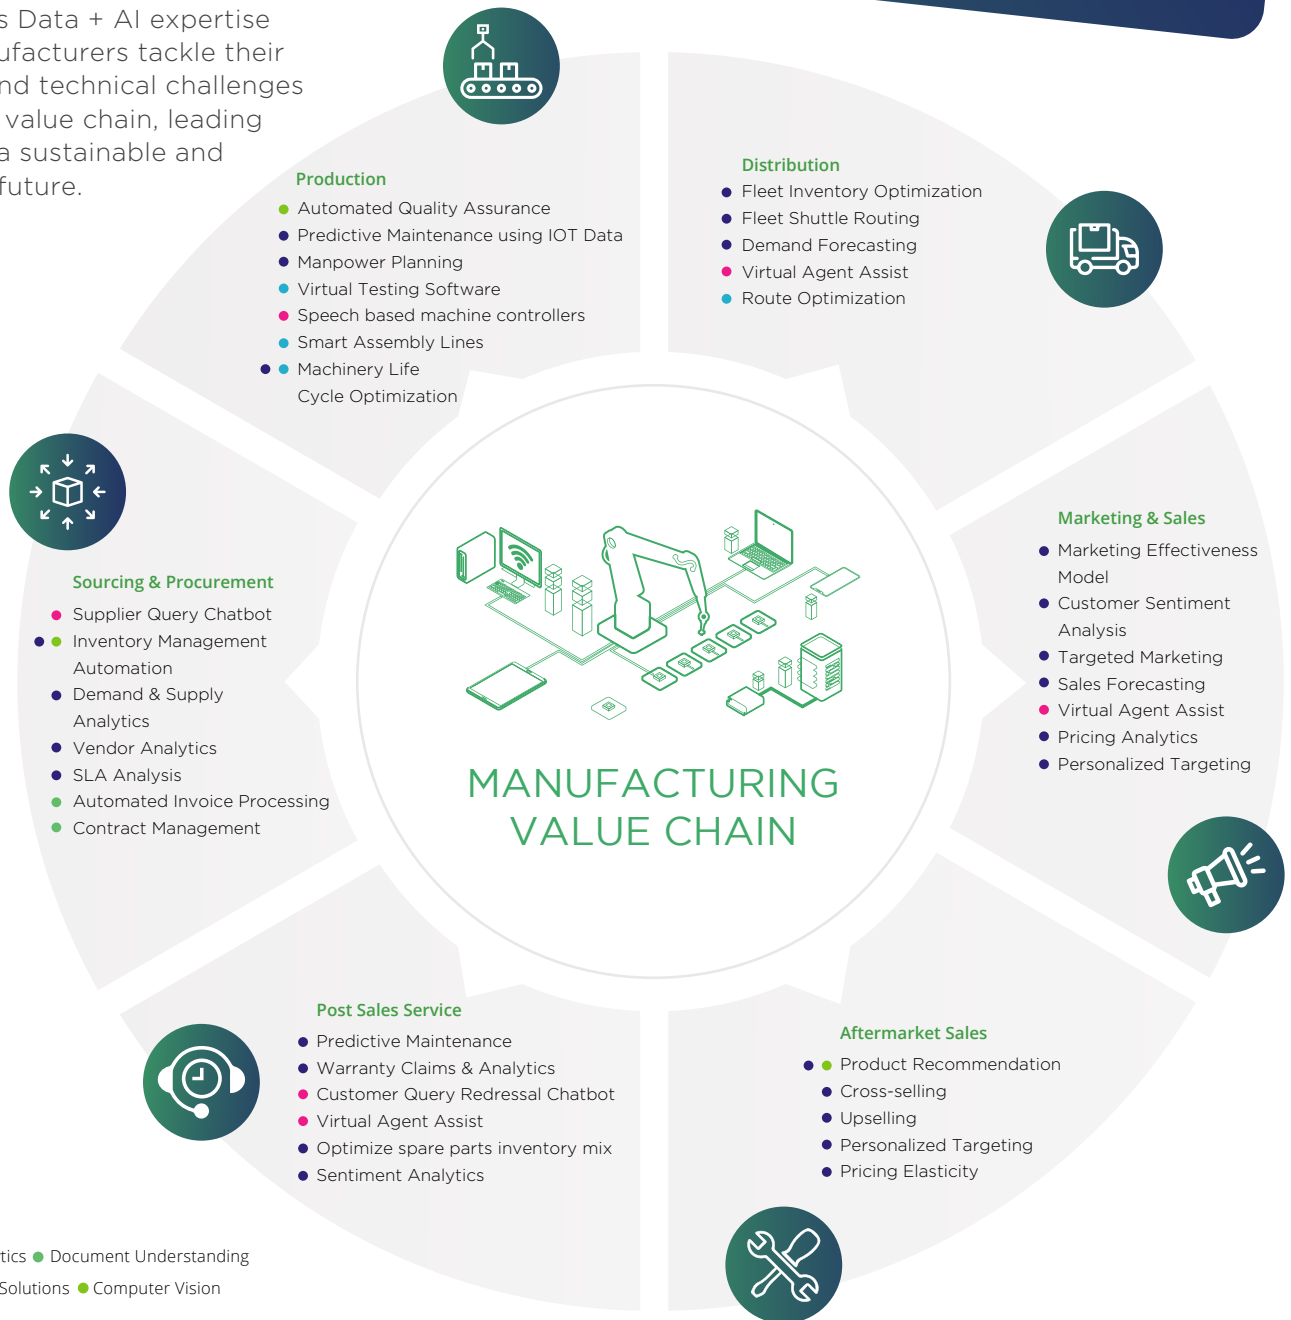 Data + AI expertise
tackle their
technical challenges
value chain, leading
a sustainable and
future.
Production
Automated Quality Assurance
Predictive Maintenance using IOT Data
Manpower Planning
Virtual Testing Software
Speech based machine controllers
Smart Assembly Lines
Machinery Life
Cycle Optimization
Distribution
Fleet Inventory Optimization
Fleet Shuttle Routing
Demand Forecasting
Virtual Agent Assist
Route Optimization
Marketing & Sales
Marketing Effectiveness
Model
Customer Sentiment
Analysis
Targeted Marketing
Sales Forecasting
Virtual Agent Assist
Pricing Analytics
Personalized Targeting
Sourcing & Procurement
Supplier Query Chatbot
Inventory Management
Automation
Demand & Supply
Analytics
Vendor Analytics
SLA Analysis
Automated Invoice Processing
Contract Management
MANUFACTURING
VALUE CHAIN
Post Sales Service
Predictive Maintenance
Warranty Claims & Analytics
Customer Query Redressal Chatbot
Virtual Agent Assist
Optimize spare parts inventory mix
Sentiment Analytics
Aftermarket Sales
Product Recommendation
Cross-selling
Upselling
Personalized Targeting
Pricing Elasticity
Document Understanding
Solutions Computer Vision